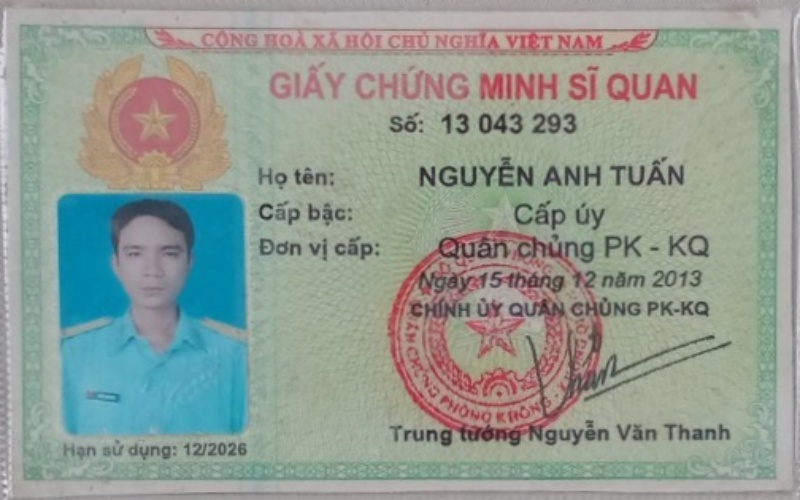 CỘNG HOÀ XÃ HỘI CHỦ NGHĨA VIỆT NAM
GIẤY CHỨNG MINH SĨ QUAN
Số: 13 043 293
Họ tên: NGUYỄN ANH TUẤN
Cấp bậc: Cấp úy
Đơn vị cấp: Quân chủng PK - KQ
Ngày 15 tháng 12 năm 2013
CHÍNH ỦY QUÂN CHỦNG PK-KQ
QUÂN CHỦNG PHÒNG KHÔNG
Trung tướng Nguyễn Văn Thanh
Hạn sử dụng: 12/2026